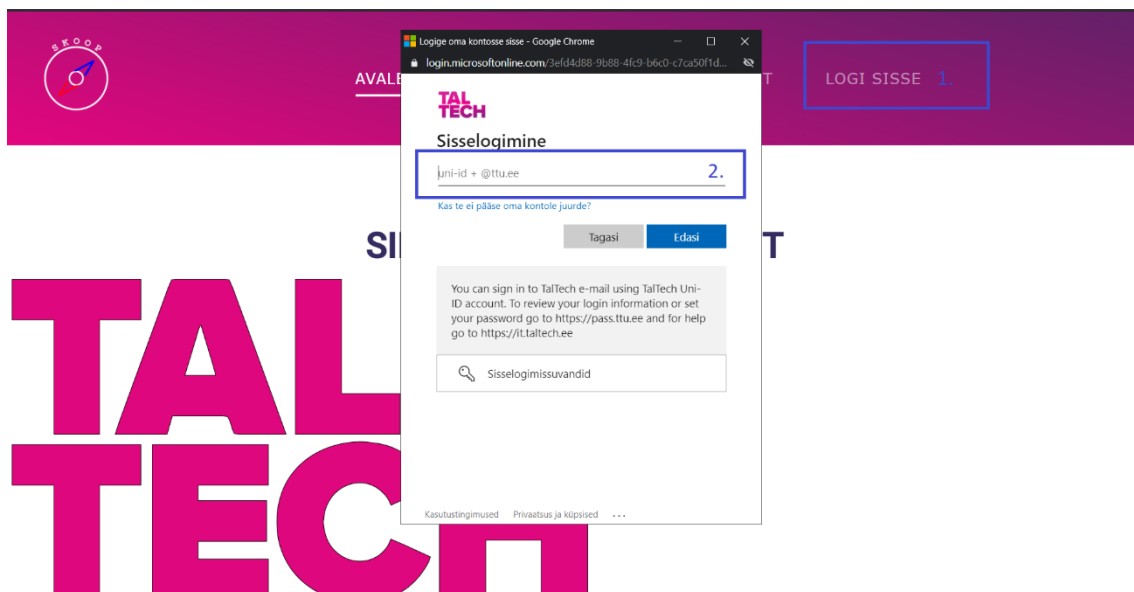 SKOOP
LOGI SISSE 1.
Logige oma kontosse sisse - Google Chrome
login.microsoftonline.com/3efd4d88-9b88-4fc9-b6c0-c7ca50f1d...
TAL
TECH
Sisselogimine
uni-id + @ttu.ee 2.
Kas te ei pääse oma kontole juurde?
Tagasi Edasi
You can sign in to TalTech e-mail using TalTech Uni-
ID account. To review your login information or set
your password go to https://pass.ttu.ee and for help
go to https://it.taltech.ee
Sisselogimissuvandid
Kasutustingimused Privaatsus ja küpsised ...
TAL
TECH